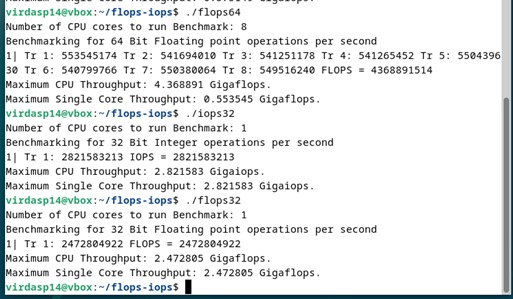 virdasp14@vbox:~/flops-iops$ ./flops64
Number of CPU cores to run Benchmark: 8
Benchmarking for 64 Bit Floating point operations per second
1| Tr 1: 553545174 Tr 2: 541694010 Tr 3: 541251178 Tr 4: 541265452 Tr 5: 5504396
30 Tr 6: 540799766 Tr 7: 550380064 Tr 8: 549516240 FLOPS = 4368891514
Maximum CPU Throughput: 4.368891 Gigaflops.
Maximum Single Core Throughput: 0.553545 Gigaflops.
virdasp14@vbox:~/flops-iops$ ./iops32
Number of CPU cores to run Benchmark: 1
Benchmarking for 32 Bit Integer operations per second
1| Tr 1: 2821583213 IOPS = 2821583213
Maximum CPU Throughput: 2.821583 Gigaiops.
Maximum Single Core Throughput: 2.821583 Gigaiops.
virdasp14@vbox:~/flops-iops$ ./flops32
Number of CPU cores to run Benchmark: 1
Benchmarking for 32 Bit Floating point operations per second
1| Tr 1: 2472804922 FLOPS = 2472804922
Maximum CPU Throughput: 2.472805 Gigaflops.
Maximum Single Core Throughput: 2.472805 Gigaflops.
virdasp14@vbox:~/flops-iops$